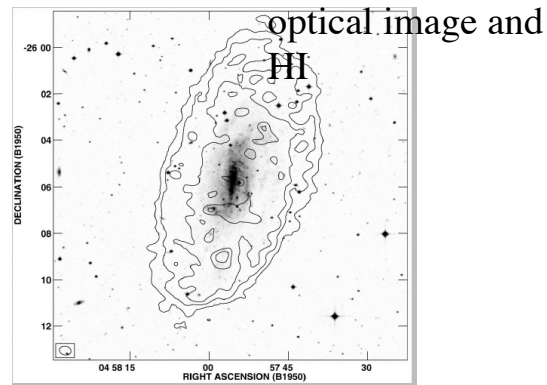 optical image and
HI
-26 00
02
04
06
08
10
12
DECLINATION (B1950)
04 58 15
00
57 45
30
RIGHT ASCENSION (B1950)